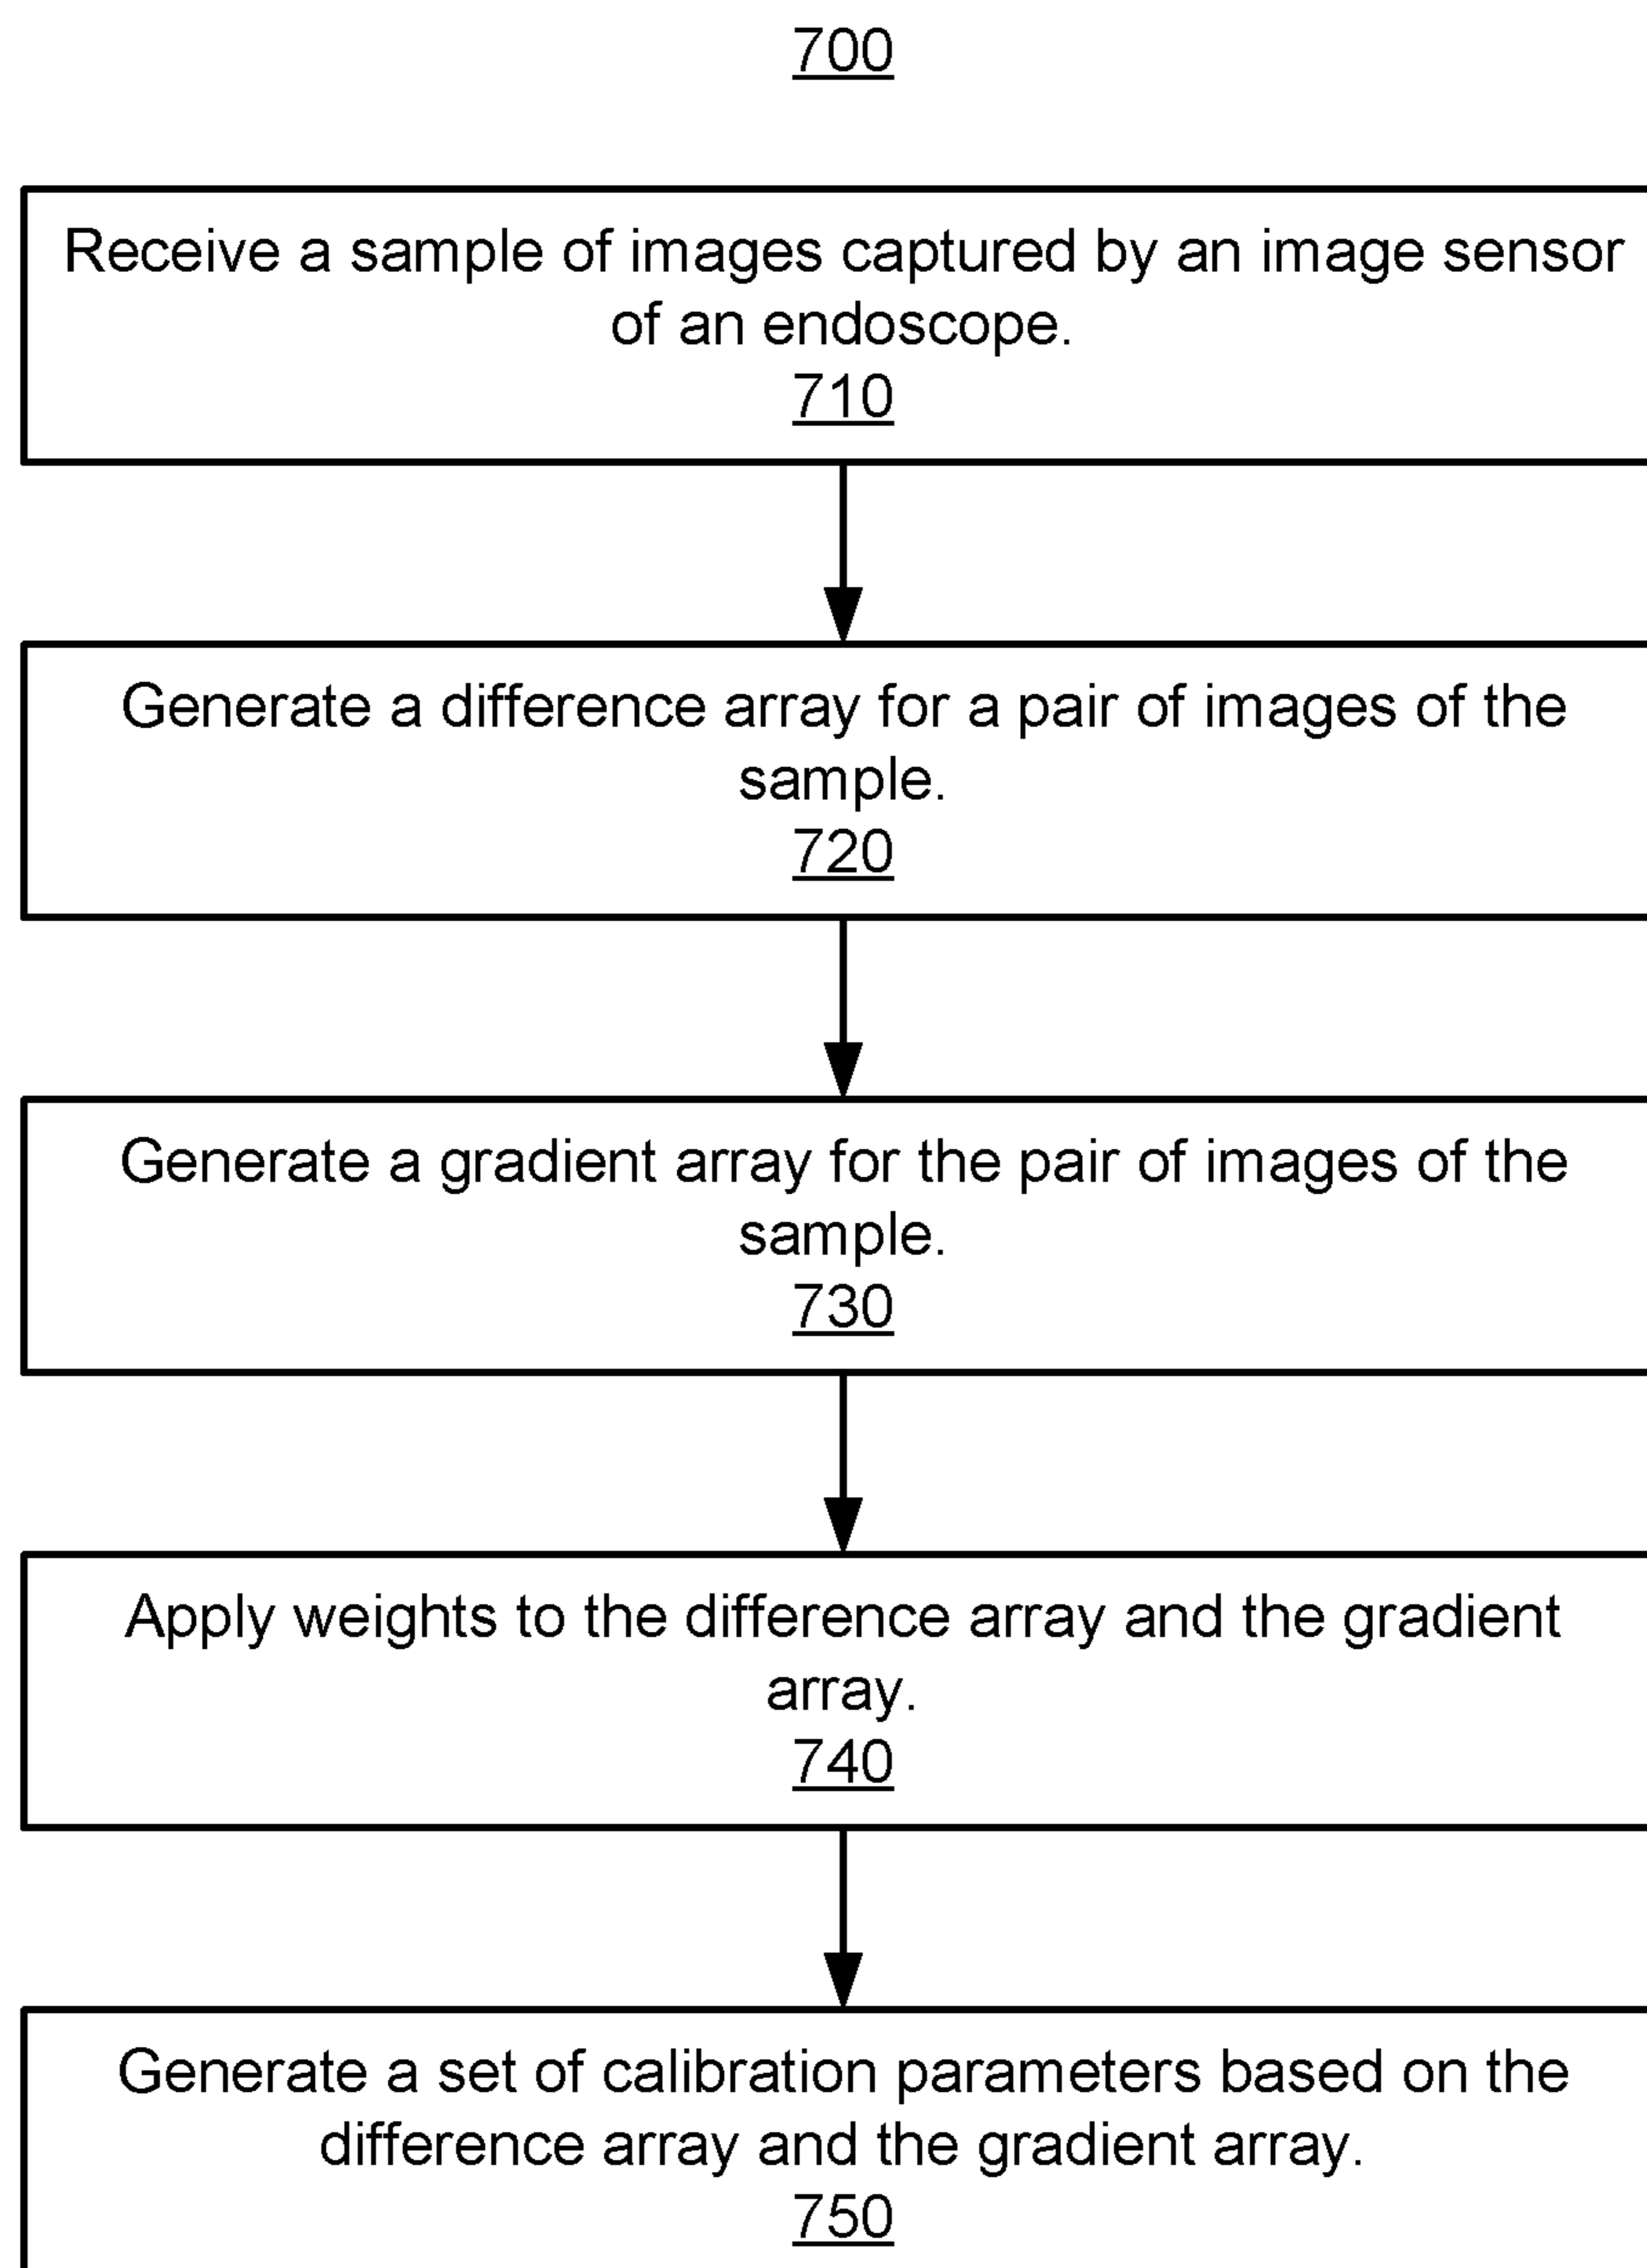 700
Receive a sample of images captured by an image sensor
of an endoscope.
710
Generate a difference array for a pair of images of the
sample.
720
Generate a gradient array for the pair of images of the
sample.
730
Apply weights to the difference array and the gradient
array.
740
Generate a set of calibration parameters based on the
difference array and the gradient array.
750